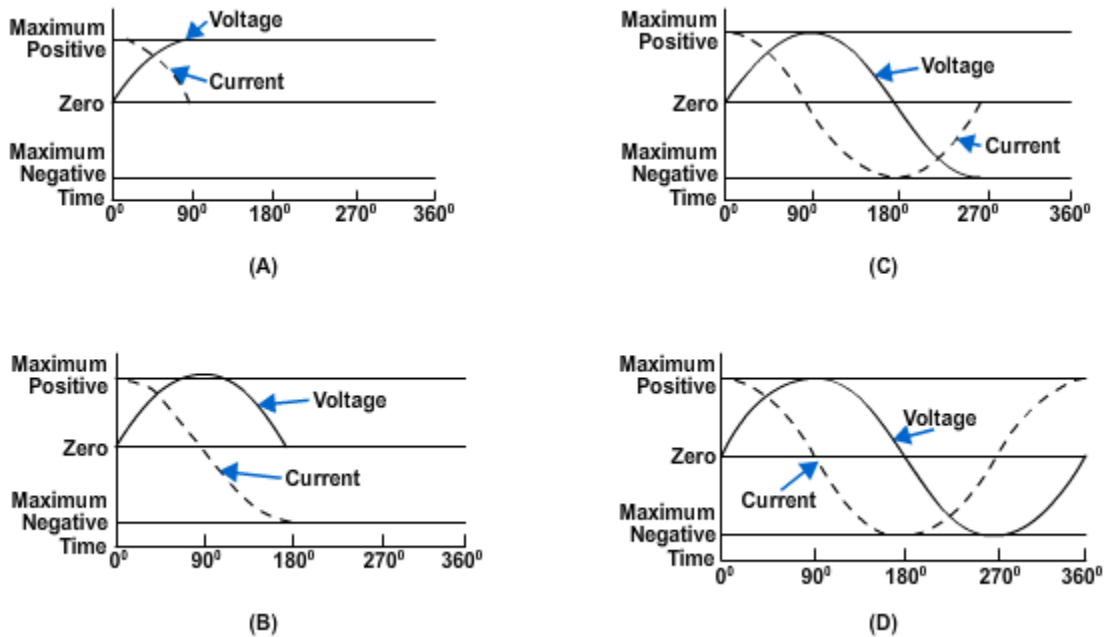 Maximum
Positive
Voltage
Current
Zero
Maximum
Negative
Time
0⁰ 90⁰ 180⁰ 270⁰ 360⁰
(A)
Maximum
Positive
Voltage
Zero
Current
Maximum
Negative
Time
0⁰ 90⁰ 180⁰ 270⁰ 360⁰
(C)
Maximum
Positive
Voltage
Zero
Current
Maximum
Negative
Time
0⁰ 90⁰ 180⁰ 270⁰ 360⁰
(B)
Maximum
Positive
Voltage
Zero
Current
Maximum
Negative
Time
0⁰ 90⁰ 180⁰ 270⁰ 360⁰
(D)